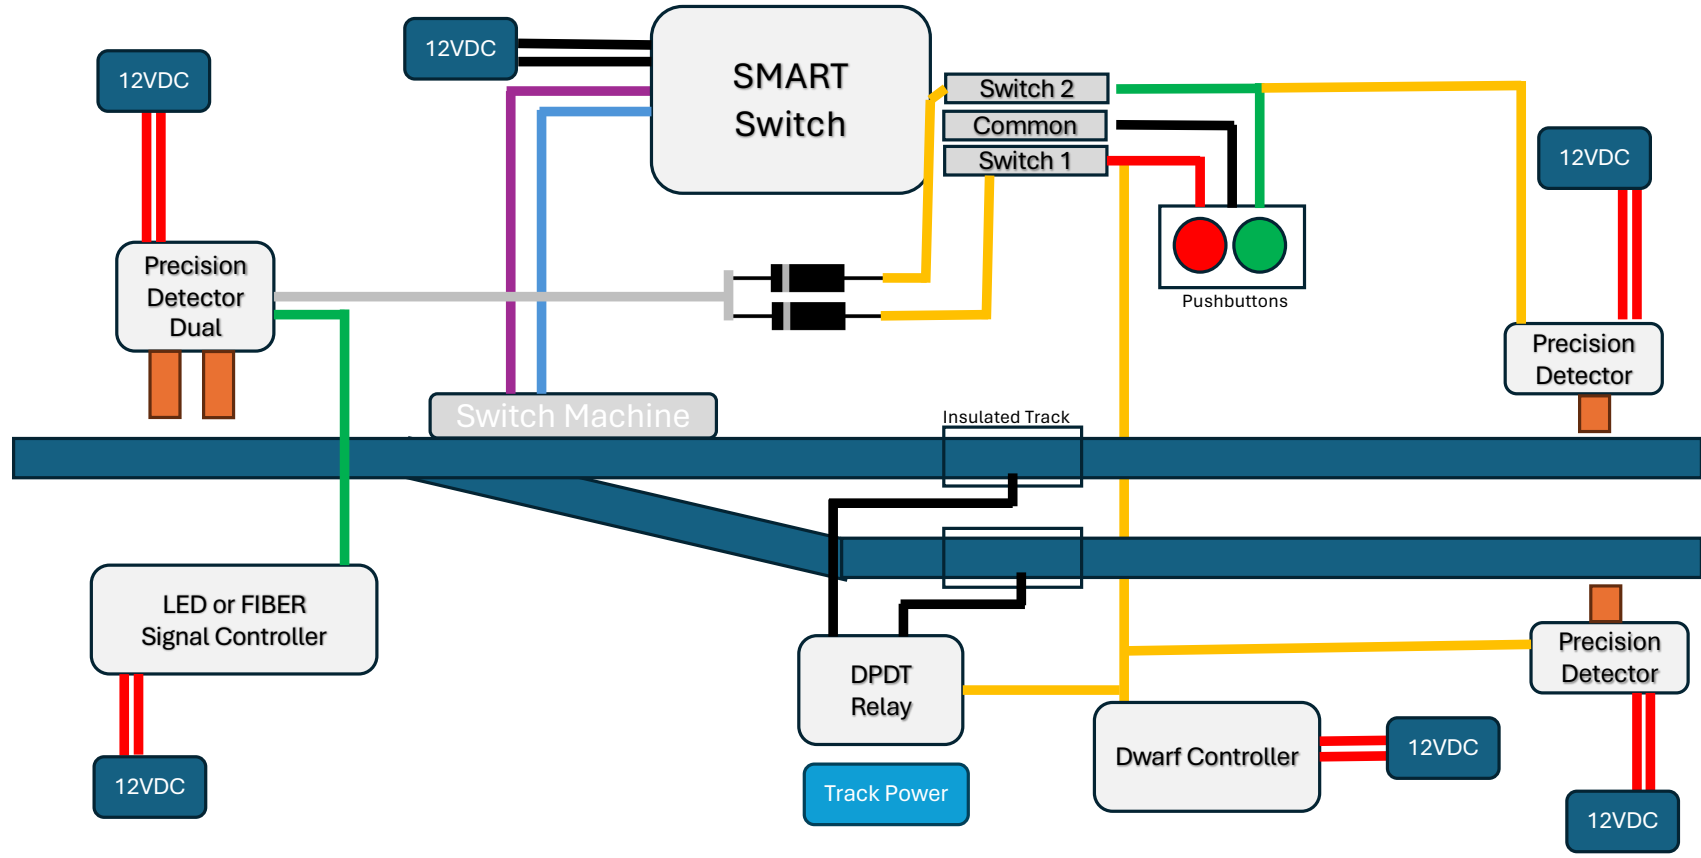 12VDC
12VDC
SMART
Switch
Switch 2
Common
Switch 1
12VDC
Pushbuttons
Precision
Detector
Dual
Precision
Detector
Switch Machine
Insulated Track
LED or FIBER
Signal Controller
DPDT
Relay
Precision
Detector
Dwarf Controller
12VDC
12VDC
Track Power
12VDC